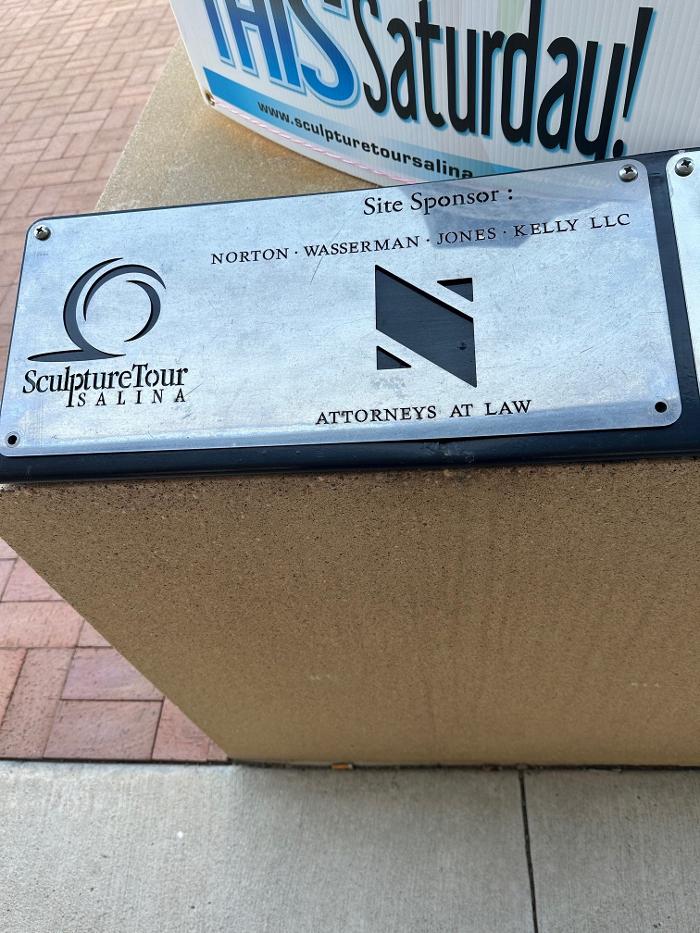 THIS Saturday!
www.sculpturetoursalina
Site Sponsor :
NORTON · WASSERMAN · JONES · KELLY LLC
SculptureTour
SALINA
ATTORNEYS AT LAW